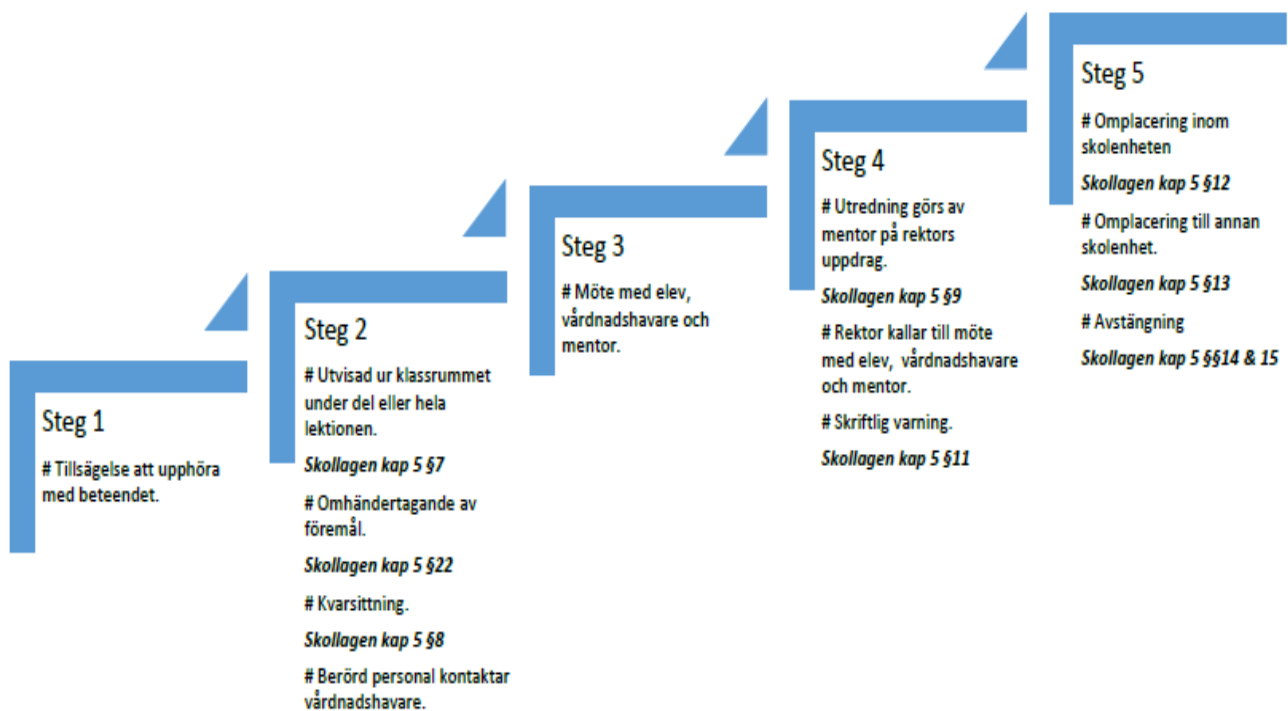 Steg 1
# Tillsägelse att upphöra
med beteendet.
Steg 2
# Utvisad ur klassrummet
under del eller hela
lektionen.
Skollagen kap 5 §7
# Omhändertagande av
föremål.
Skollagen kap 5 §22
# Kvarsittning.
Skollagen kap 5 §8
# Berörd personal kontaktar
vårdnadshavare.
Steg 3
# Möte med elev,
vårdnadshavare och
mentor.
Steg 4
# Utredning görs av
mentor på rektors
uppdrag.
Skollagen kap 5 §9
# Rektor kallar till möte
med elev, vårdnadshavare
och mentor.
# Skriftlig varning.
Skollagen kap 5 §11
Steg 5
# Omplacering inom
skolenheten
Skollagen kap 5 §12
# Omplacering till annan
skolenhet.
Skollagen kap 5 §13
# Avstängning
Skollagen kap 5 §§14 & 15